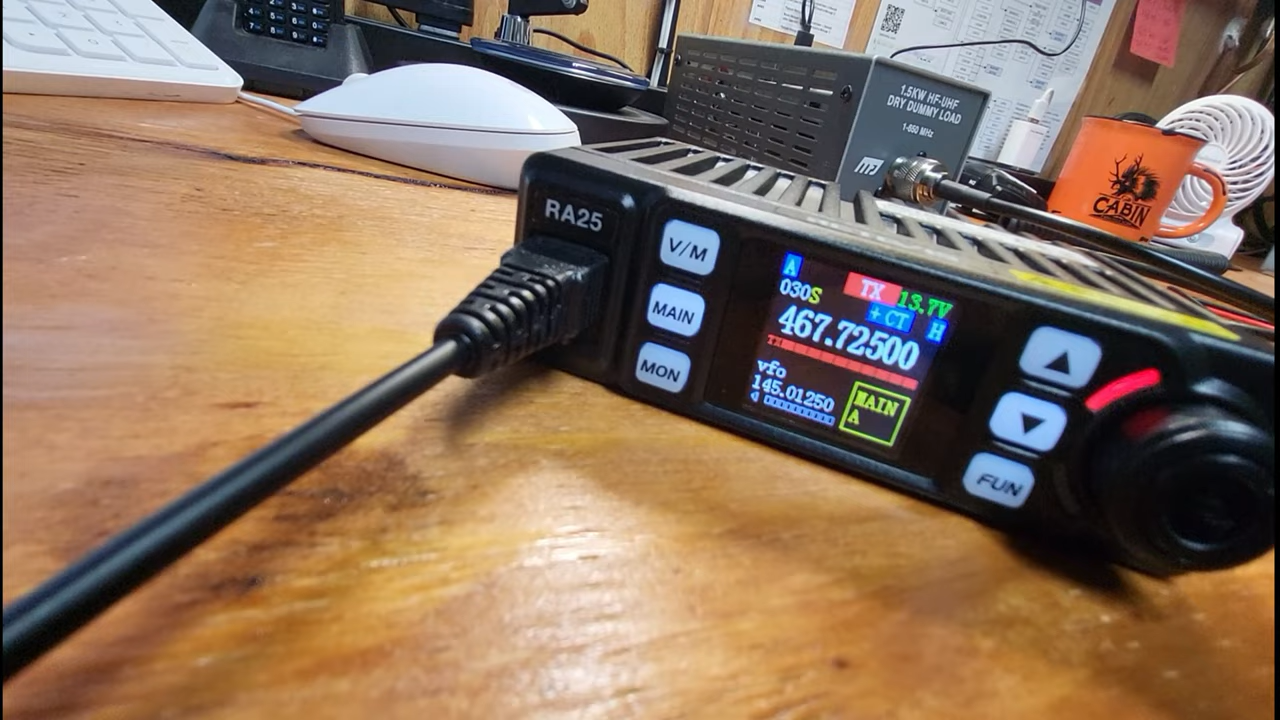 1.5KW HF-UHF
DRY DUMMY LOAD
1-650 MHz
MFJ
CABIN
RA25
V/M
MAIN
MON
A
TX
13.7V
030S
+CT
H
467.72500
TX
vfo
145.01250
MAIN
A
FUN